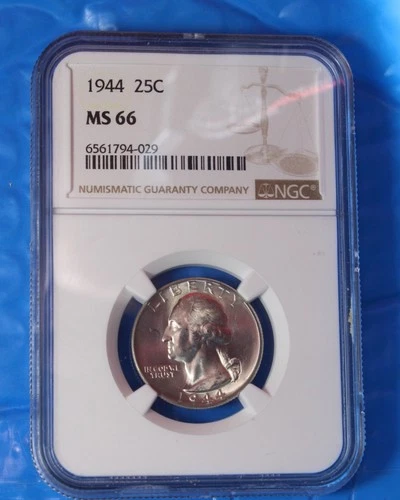 1944 25C
MS 66
6561794-029
NUMISMATIC GUARANTY COMPANY
NGC®
LIBERTY
IN GOD WE
TRUST
1944